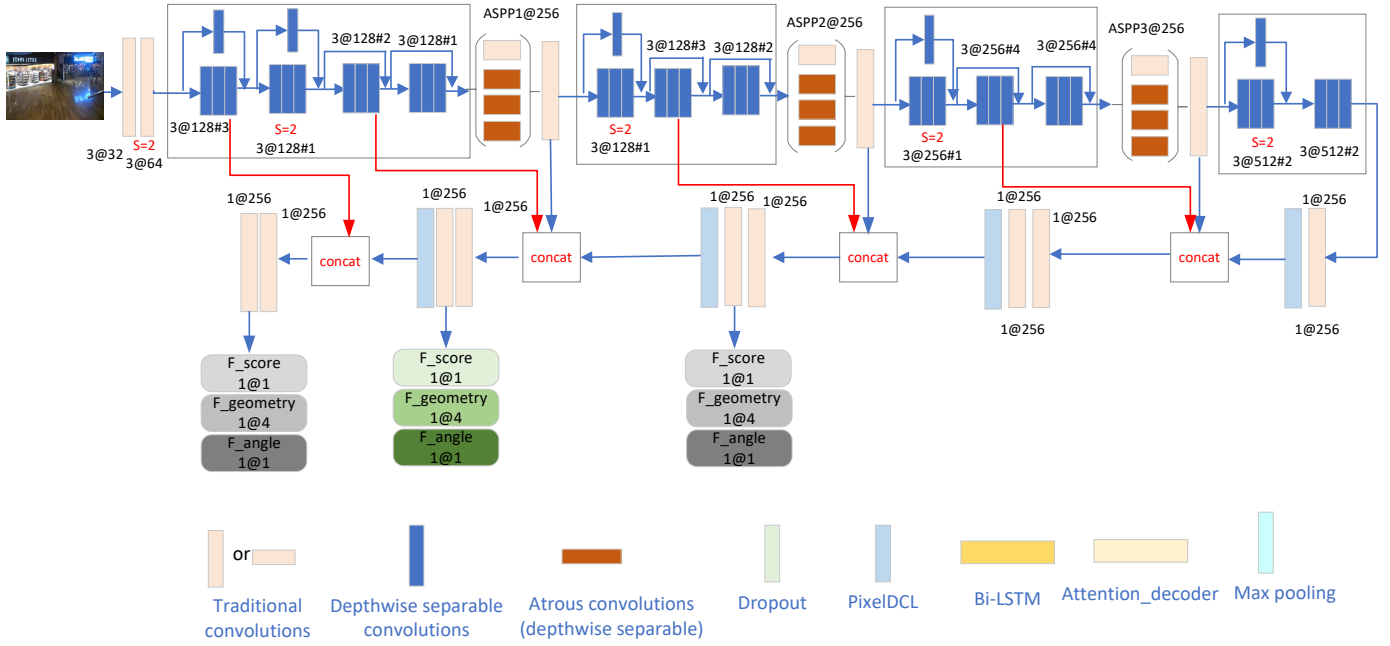 ASPP1@256
ASPP2@256
ASPP3@256
3@128#2
3@128#1
3@128#3
3@128#2
3@256#4
3@256#4
JOHN LITTLE
3@32
S=2
3@64
3@128#3
S=2
3@128#1
S=2
3@128#1
S=2
3@256#1
S=2
3@512#2
3@512#2
1@256
1@256
1@256
1@256
1@256
1@256
1@256
1@256
1@256
concat
concat
concat
concat
1@256
1@256
F_score
1@1
F_geometry
1@4
F_angle
1@1
F_score
1@1
F_geometry
1@4
F_angle
1@1
F_score
1@1
F_geometry
1@4
F_angle
1@1
or
Traditional
convolutions
Depthwise separable
convolutions
Atrous convolutions
(depthwise separable)
Dropout
PixelDCL
Bi-LSTM
Attention_decoder
Max pooling